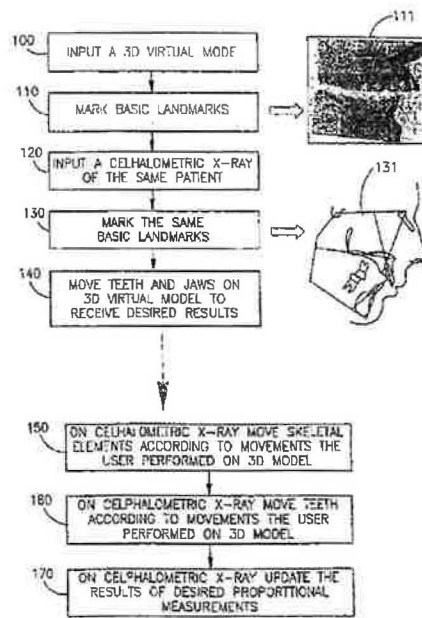 100
INPUT A 3D VIRTUAL MODE
110
MARK BASIC LANDMARKS
111
120
INPUT A CELHALOMETRIC X-RAY
OF THE SAME PATIENT
130
MARK THE SAME
BASIC LANDMARKS
131
140
MOVE TEETH AND JAWS ON
3D VIRTUAL MODEL TO
RECEIVE DESIRED RESULTS
150
ON CELHALOMETRIC X-RAY MOVE SKELETAL
ELEMENTS ACCORDING TO MOVEMENTS THE
USER PERFORMED ON 3D MODEL
180
ON CELPHALOMETRIC X-RAY MOVE TEETH
ACCORDING TO MOVEMENTS THE USER
PERFORMED ON 3D MODEL
170
ON CELPHALOMETRIC X-RAY UPDATE THE
RESULTS OF DESIRED PROPORTIONAL
MEASUREMENTS